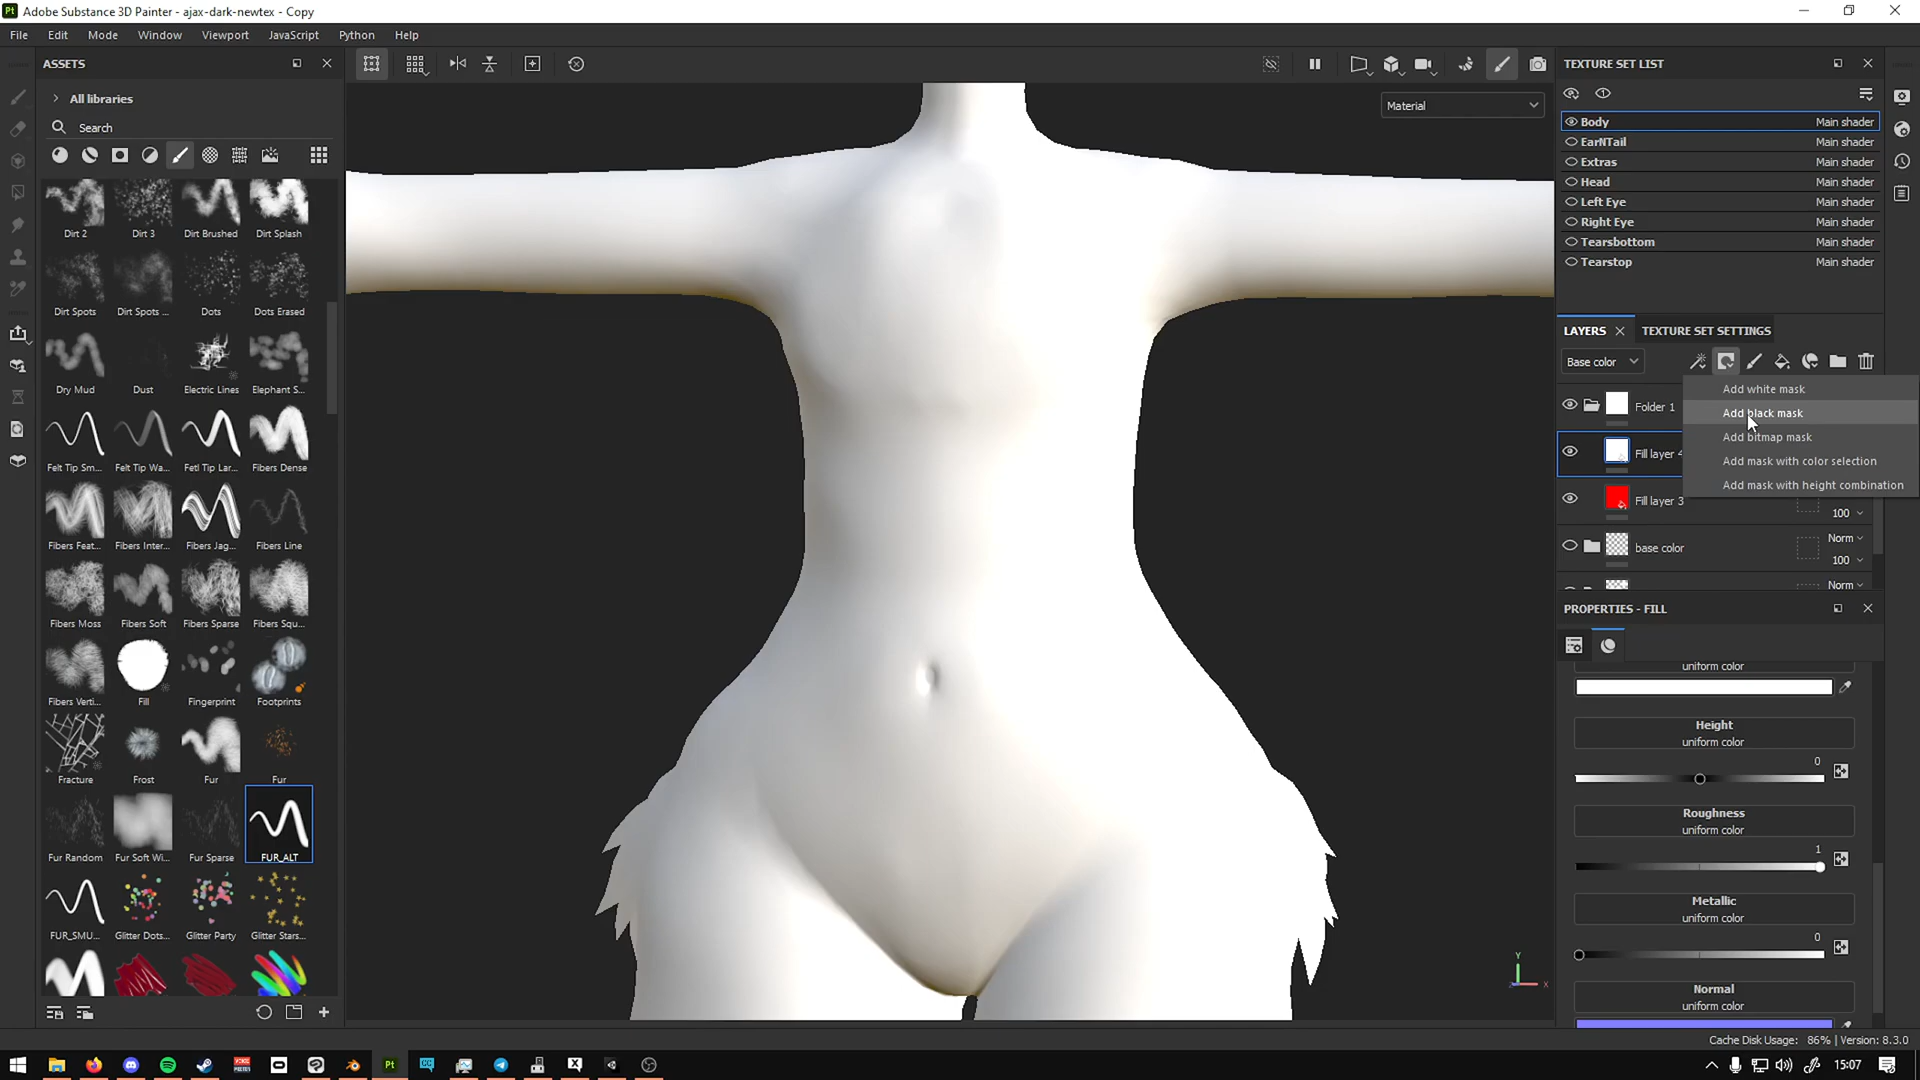 Adobe Substance 3D Painter - ajax-dark-newtex - Copy
File Edit Mode Window Viewport JavaScript Python Help
ASSETS
All libraries
Search
Dirt 2 Dirt 3 Dirt Brushed Dirt Splash
Dirt Spots Dirt Spots ... Dots Dots Erased
Dry Mud Dust Electric Lines Elephant S...
Felt Tip Sm... Felt Tip Wa... Fetl Tip Lar... Fibers Dense
Fibers Feat... Fibers Inter... Fibers Jag... Fibers Line
Fibers Moss Fibers Soft Fibers Sparse Fibers Squ...
Fibers Verti... Fill Fingerprint Footprints
Fracture Frost Fur Fur
Fur Random Fur Soft Wi... Fur Sparse FUR_ALT
FUR_SMU... Glitter Dots... Glitter Party Glitter Stars...
Material
Y
X
TEXTURE SET LIST
Body Main shader
EarNTail Main shader
Extras Main shader
Head Main shader
Left Eye Main shader
Right Eye Main shader
Tearsbottom Main shader
Tearstop Main shader
LAYERS TEXTURE SET SETTINGS
Base color
Add white mask
Folder 1
Add black mask
Add bitmap mask
Fill layer 4
Add mask with color selection
Add mask with height combination
Fill layer 3
100
Norm
base color
100
Norm
PROPERTIES - FILL
uniform color
Height
uniform color
0
Roughness
uniform color
1
Metallic
uniform color
0
Normal
uniform color
Cache Disk Usage: 86% | Version: 8.3.0
15:07